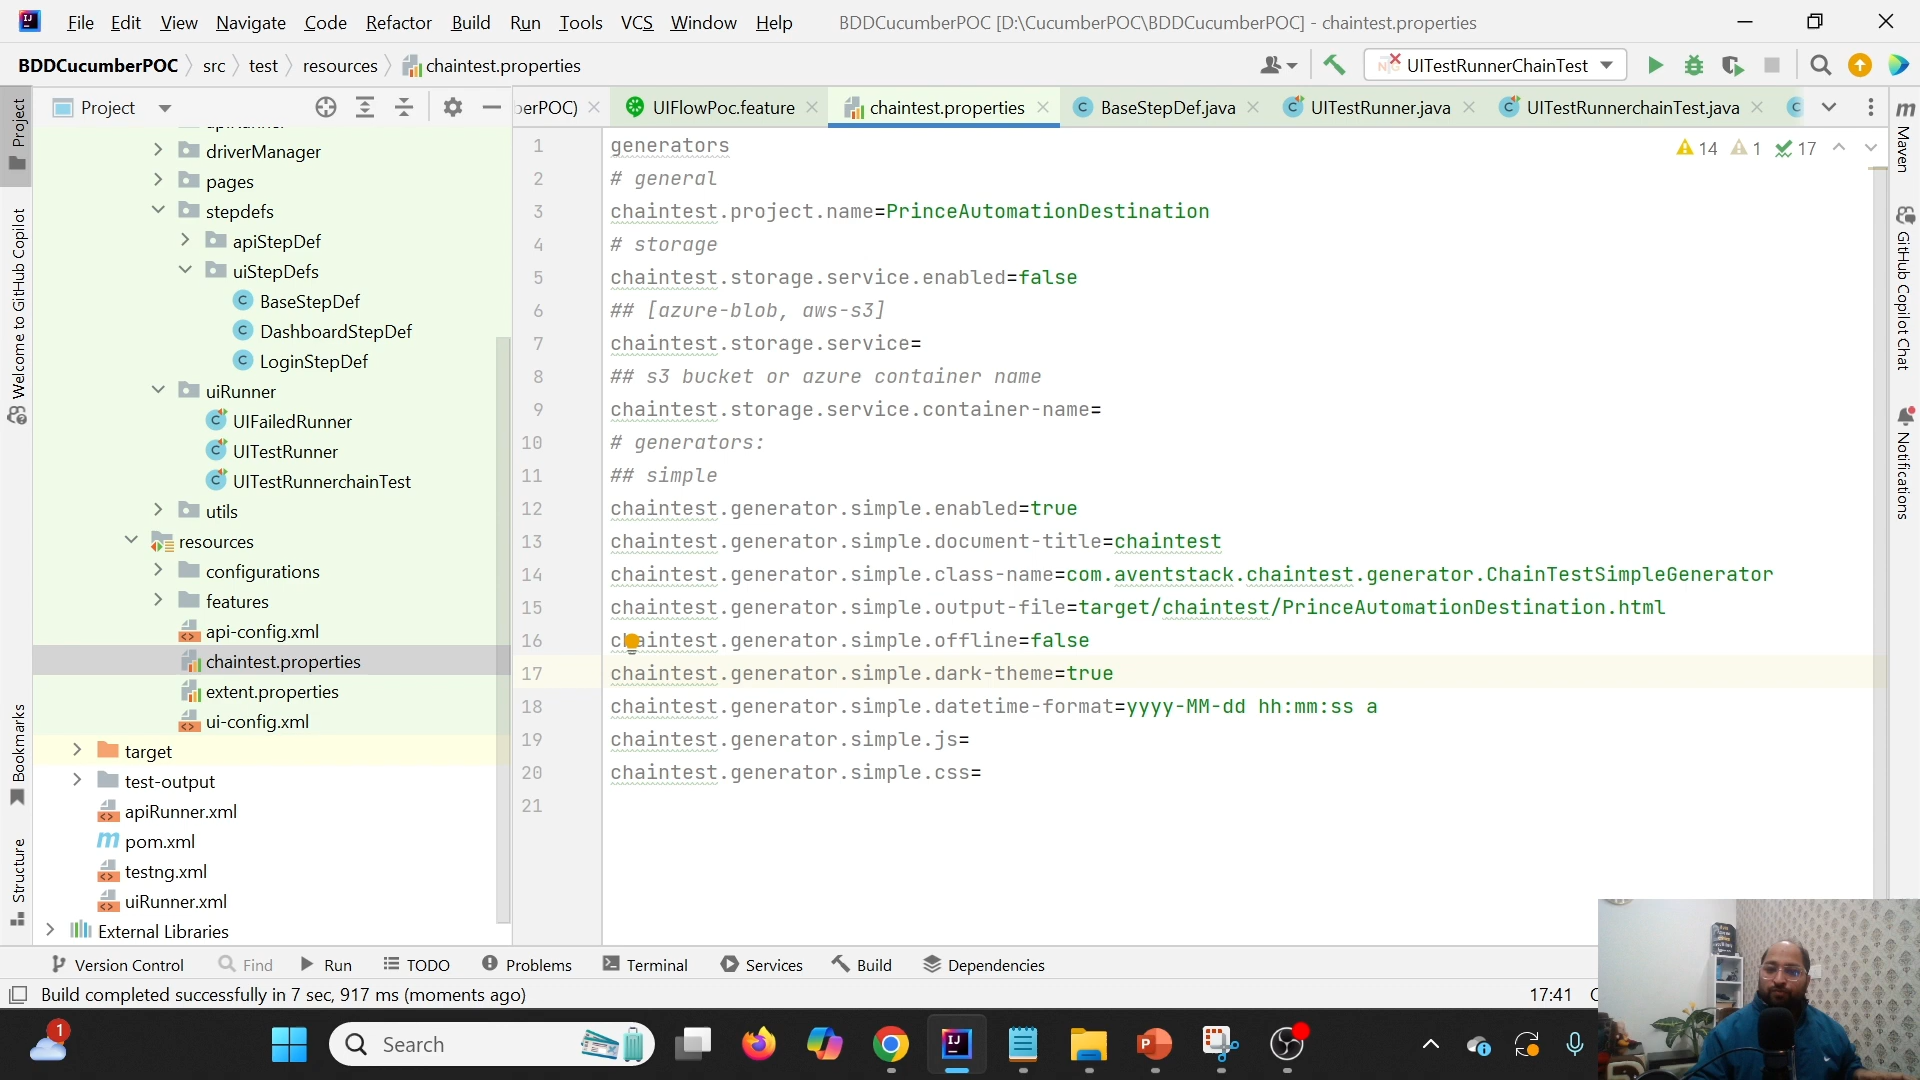 File Edit View Navigate Code Refactor Build Run Tools VCS Window Help BDDCucumberPOC [D:\CucumberPOC\BDDCucumberPOC] - chaintest.properties
BDDCucumberPOC src test resources chaintest.properties UITestRunnerChainTest
Project
Welcome to GitHub Copilot
Bookmarks
Structure
Project
driverManager
pages
stepdefs
apiStepDef
uiStepDefs
BaseStepDef
DashboardStepDef
LoginStepDef
uiRunner
UIFailedRunner
UITestRunner
UITestRunnerchainTest
utils
resources
configurations
features
api-config.xml
chaintest.properties
extent.properties
ui-config.xml
target
test-output
apiRunner.xml
pom.xml
testng.xml
uiRunner.xml
External Libraries
berPOC) UIFlowPoc.feature chaintest.properties BaseStepDef.java UITestRunner.java UITestRunnerchainTest.java
14 1 17
1 generators
2 # general
3 chaintest.project.name=PrinceAutomationDestination
4 # storage
5 chaintest.storage.service.enabled=false
6 ## [azure-blob, aws-s3]
7 chaintest.storage.service=
8 ## s3 bucket or azure container name
9 chaintest.storage.service.container-name=
10 # generators:
11 ## simple
12 chaintest.generator.simple.enabled=true
13 chaintest.generator.simple.document-title=chaintest
14 chaintest.generator.simple.class-name=com.aventstack.chaintest.generator.ChainTestSimpleGenerator
15 chaintest.generator.simple.output-file=target/chaintest/PrinceAutomationDestination.html
16 chaintest.generator.simple.offline=false
17 chaintest.generator.simple.dark-theme=true
18 chaintest.generator.simple.datetime-format=yyyy-MM-dd hh:mm:ss a
19 chaintest.generator.simple.js=
20 chaintest.generator.simple.css=
21
Maven
GitHub Copilot Chat
Notifications
Version Control Find Run TODO Problems Terminal Services Build Dependencies
Build completed successfully in 7 sec, 917 ms (moments ago) 17:41
1 Search